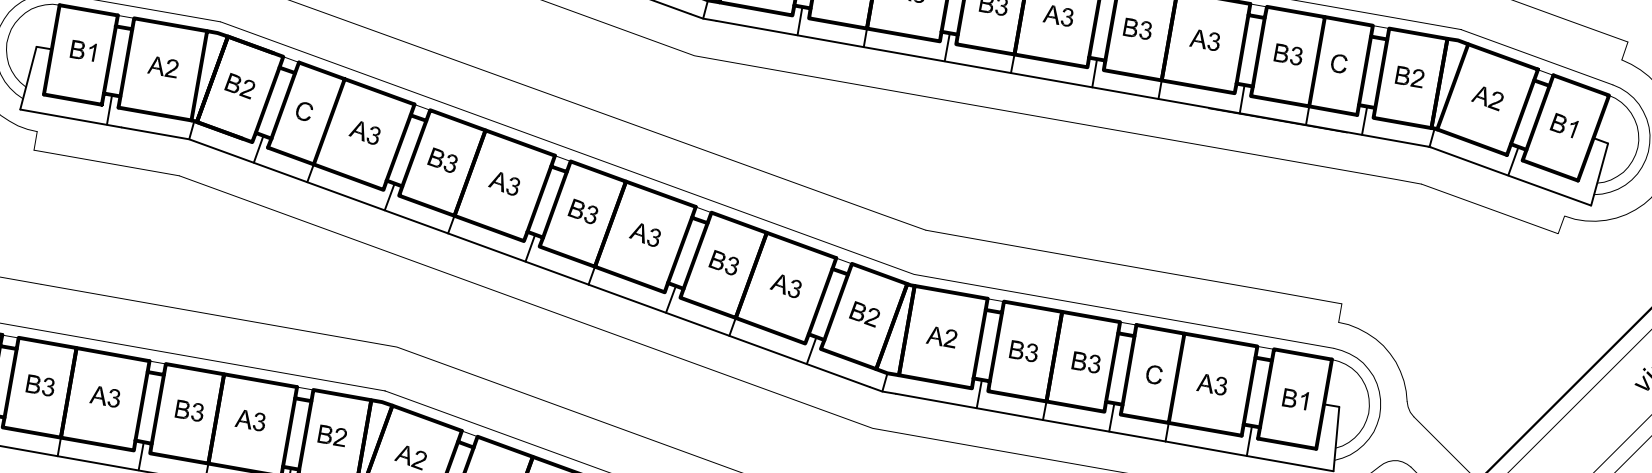 B3 A3 B3 A3 B3 C B2 A2 B1
B1 A2 B2 C A3 B3 A3 B3 A3 B3 A3 B2 A2 B3 B3 C A3 B1
B3 A3 B3 A3 B2 A2